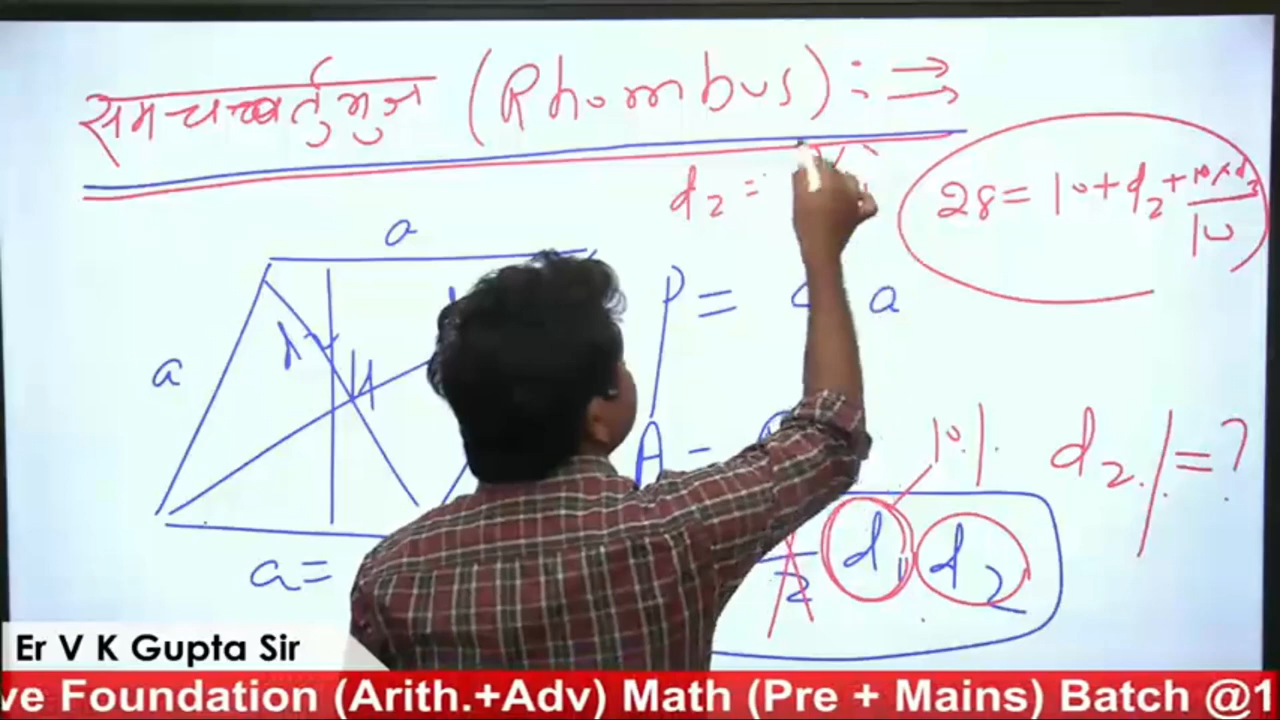 समचतुर्भुज (Rhombus) : ⇒
d₂ =
28 = 10 + d₂ + 10×d₂/100
a
P = a
a
h
10%
A =
d₂% = ?
2 d₁ d₂
a =
Er V K Gupta Sir
ve Foundation (Arith.+Adv) Math (Pre + Mains) Batch @1